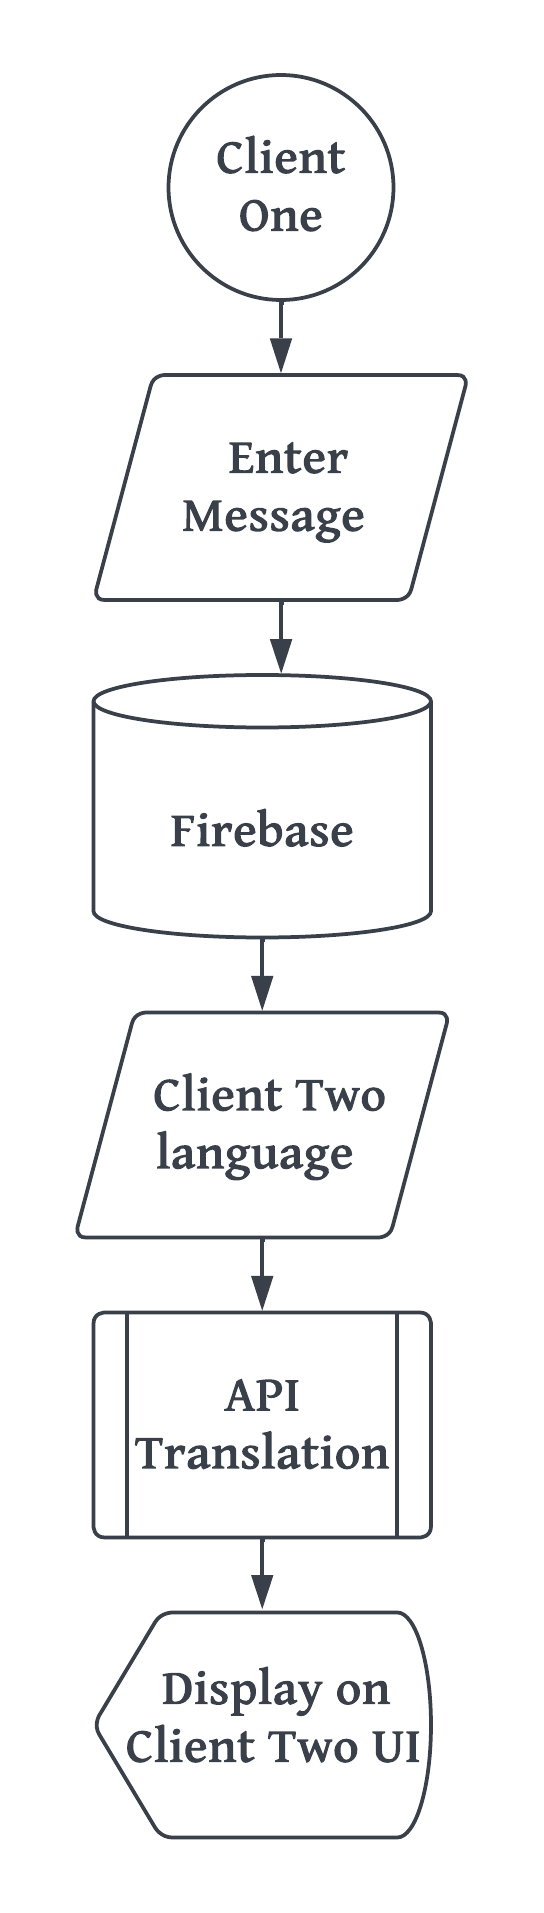 Client
One
Enter
Message
Firebase
Client Two
language
API
Translation
Display on
Client Two UI